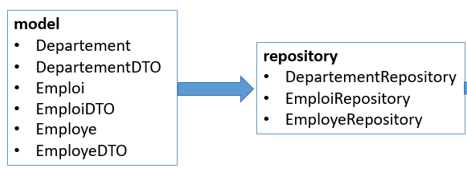 model
• Departement
• DepartementDTO
• Emploi
• EmploiDTO
• Employe
• EmployeDTO
repository
• DepartementRepository
• EmploiRepository
• EmployeRepository